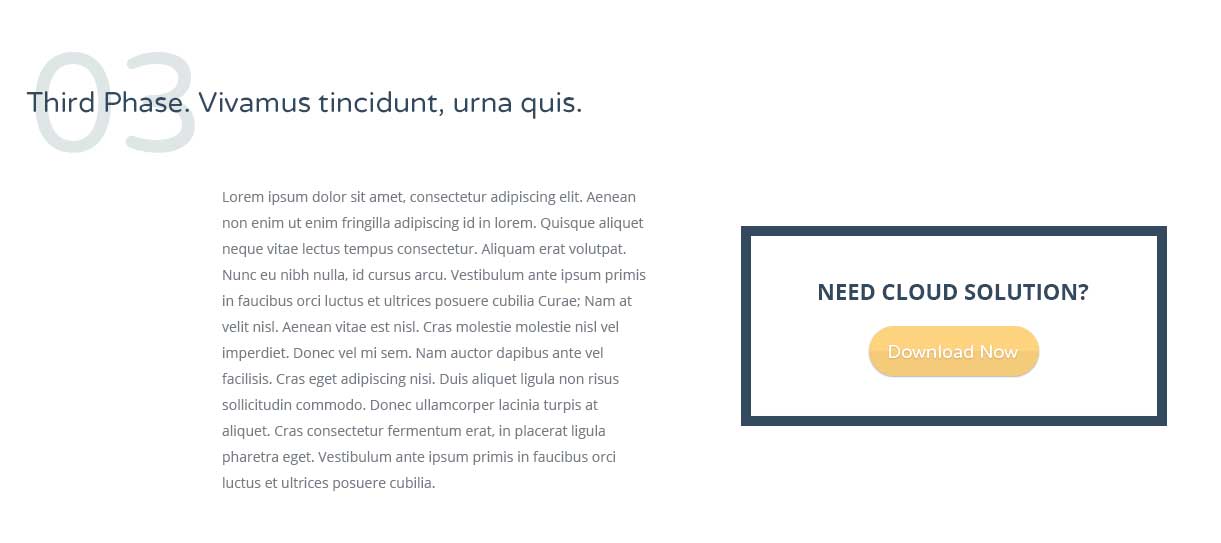 03
Third Phase. Vivamus tincidunt, urna quis.
Lorem ipsum dolor sit amet, consectetur adipiscing elit. Aenean
non enim ut enim fringilla adipiscing id in lorem. Quisque aliquet
neque vitae lectus tempus consectetur. Aliquam erat volutpat.
Nunc eu nibh nulla, id cursus arcu. Vestibulum ante ipsum primis
in faucibus orci luctus et ultrices posuere cubilia Curae; Nam at
velit nisl. Aenean vitae est nisl. Cras molestie molestie nisl vel
imperdiet. Donec vel mi sem. Nam auctor dapibus ante vel
facilisis. Cras eget adipiscing nisi. Duis aliquet ligula non risus
sollicitudin commodo. Donec ullamcorper lacinia turpis at
aliquet. Cras consectetur fermentum erat, in placerat ligula
pharetra eget. Vestibulum ante ipsum primis in faucibus orci
luctus et ultrices posuere cubilia.
NEED CLOUD SOLUTION?
Download Now